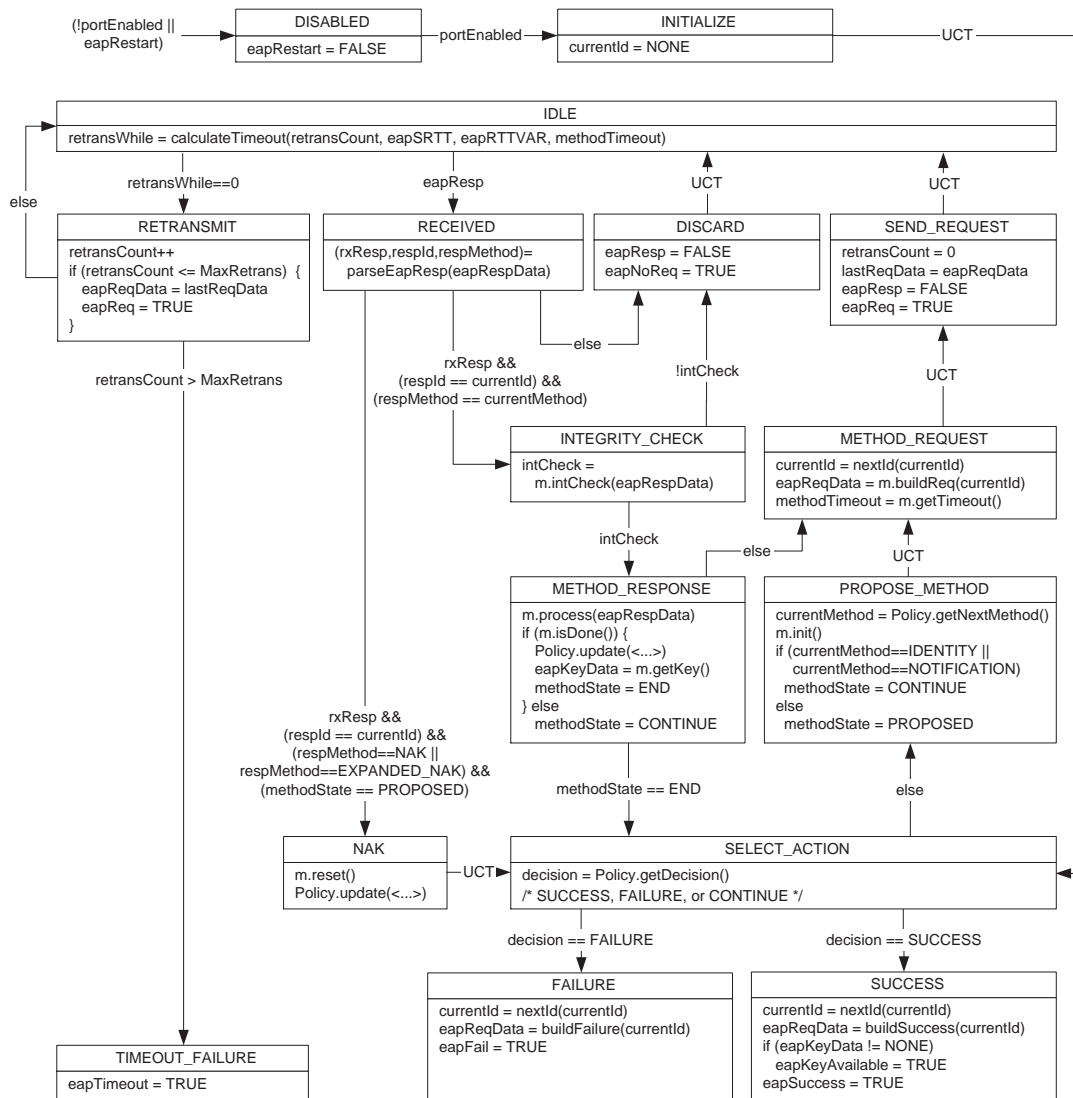 (!portEnabled ||
eapRestart)
DISABLED
eapRestart = FALSE
portEnabled
INITIALIZE
currentId = NONE
UCT
IDLE
retransWhile = calculateTimeout(retransCount, eapSRTT, eapRTTVAR, methodTimeout)
else
retransWhile==0
eapResp
UCT
UCT
RETRANSMIT
retransCount++
if (retransCount <= MaxRetrans) {
eapReqData = lastReqData
eapReq = TRUE
}
RECEIVED
(rxResp,respId,respMethod)=
parseEapResp(eapRespData)
DISCARD
eapResp = FALSE
eapNoReq = TRUE
SEND_REQUEST
retransCount = 0
lastReqData = eapReqData
eapResp = FALSE
eapReq = TRUE
else
retransCount > MaxRetrans
rxResp &&
(respId == currentId) &&
(respMethod == currentMethod)
!intCheck
UCT
INTEGRITY_CHECK
intCheck =
m.intCheck(eapRespData)
METHOD_REQUEST
currentId = nextId(currentId)
eapReqData = m.buildReq(currentId)
methodTimeout = m.getTimeout()
intCheck
else
UCT
METHOD_RESPONSE
m.process(eapRespData)
if (m.isDone()) {
Policy.update(<...>)
eapKeyData = m.getKey()
methodState = END
} else
methodState = CONTINUE
PROPOSE_METHOD
currentMethod = Policy.getNextMethod()
m.init()
if (currentMethod==IDENTITY ||
currentMethod==NOTIFICATION)
methodState = CONTINUE
else
methodState = PROPOSED
rxResp &&
(respId == currentId) &&
(respMethod==NAK ||
respMethod==EXPANDED_NAK) &&
(methodState == PROPOSED)
methodState == END
else
NAK
m.reset()
Policy.update(<...>)
UCT
SELECT_ACTION
decision = Policy.getDecision()
/* SUCCESS, FAILURE, or CONTINUE */
decision == FAILURE
decision == SUCCESS
FAILURE
currentId = nextId(currentId)
eapReqData = buildFailure(currentId)
eapFail = TRUE
SUCCESS
currentId = nextId(currentId)
eapReqData = buildSuccess(currentId)
if (eapKeyData != NONE)
eapKeyAvailable = TRUE
eapSuccess = TRUE
TIMEOUT_FAILURE
eapTimeout = TRUE